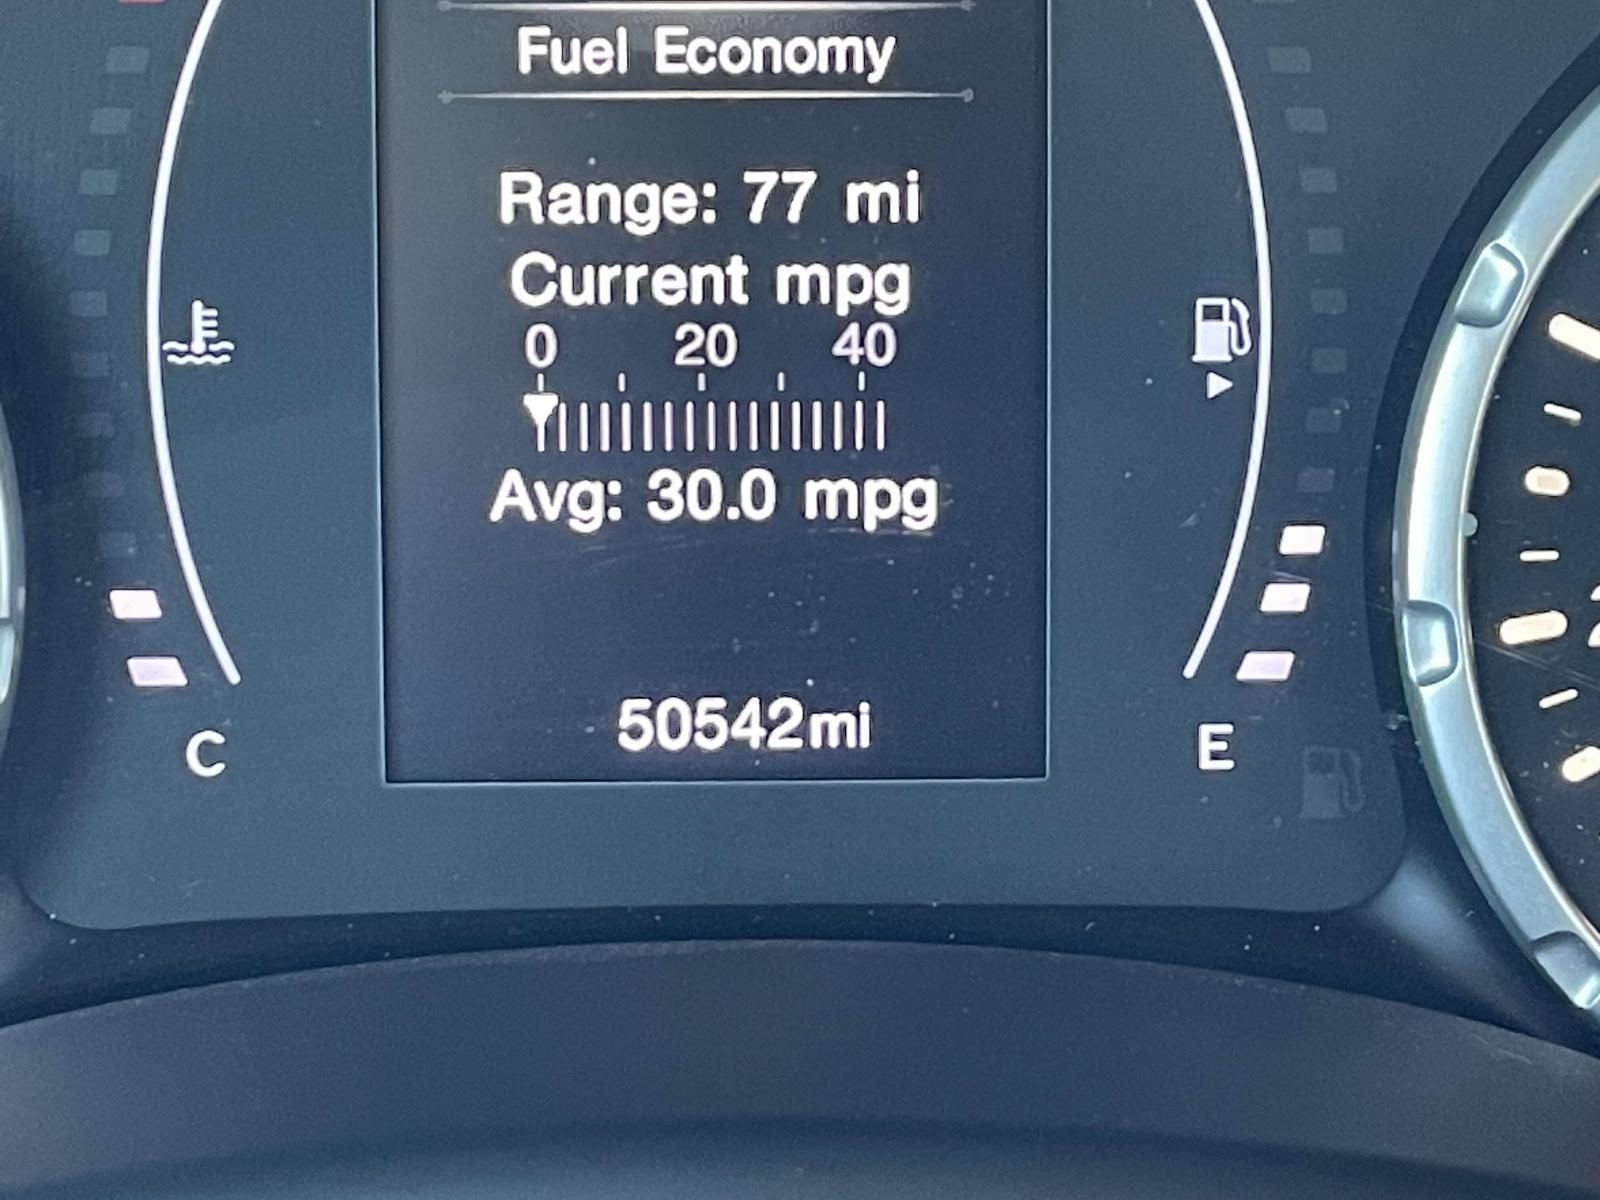 Fuel Economy
Range: 77 mi
Current mpg
0 20 40
Avg: 30.0 mpg
50542mi
C
E